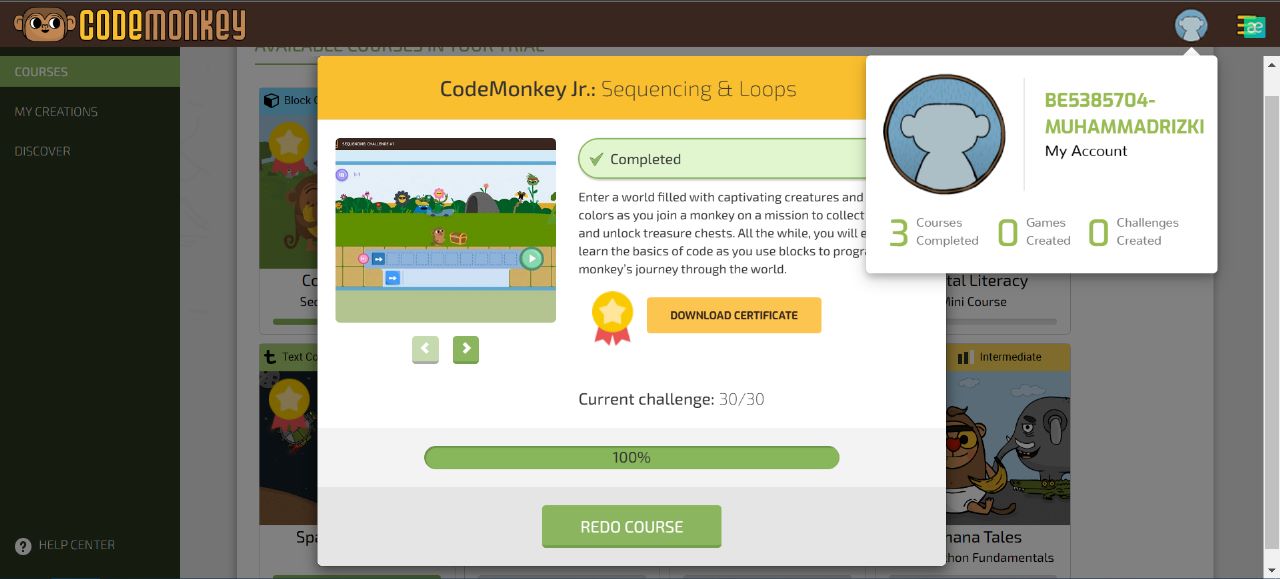 CODEMONKEY
æ
AVAILABLE COURSES IN YOUR TRIAL
COURSES
MY CREATIONS
DISCOVER
HELP CENTER
Block
CodeMonkey Jr.: Sequencing & Loops
SEQUENCING CHALLENGE #1
Completed
Enter a world filled with captivating creatures and
colors as you join a monkey on a mission to collect
and unlock treasure chests. All the while, you will e
learn the basics of code as you use blocks to progra
monkey's journey through the world.
DOWNLOAD CERTIFICATE
Current challenge: 30/30
100%
REDO COURSE
BE5385704-
MUHAMMADRIZKI
My Account
3 Courses Completed
0 Games Created
0 Challenges Created
Co
Sec
tal Literacy
Mini Course
Text Co
Intermediate
Spa
nana Tales
thon Fundamentals